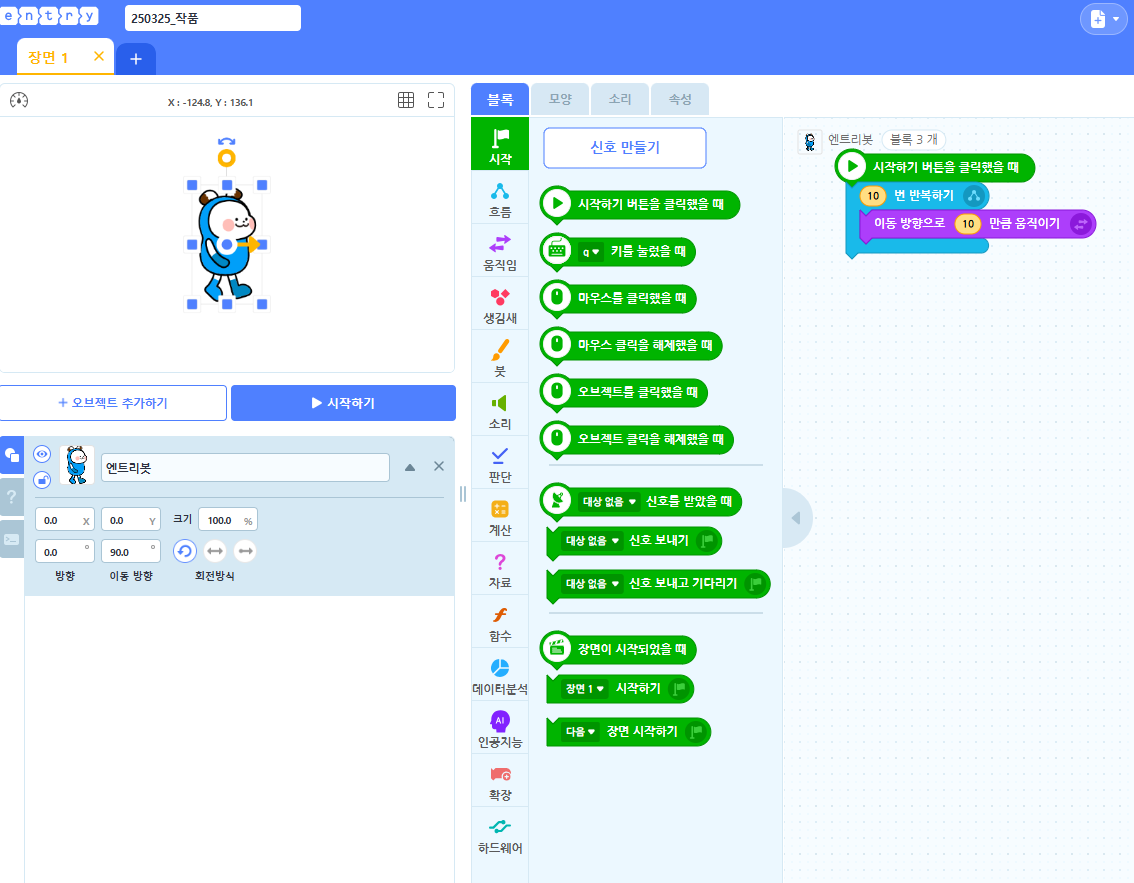 entry
250325_작품
장면 1
X : -124.8, Y : 136.1
블록
모양
소리
속성
신호 만들기
시작
흐름
움직임
생김새
붓
소리
판단
계산
자료
함수
데이터분석
AI
인공지능
확장
하드웨어
시작하기 버튼을 클릭했을 때
q 키를 눌렀을 때
마우스를 클릭했을 때
마우스 클릭을 해제했을 때
오브젝트를 클릭했을 때
오브젝트 클릭을 해제했을 때
대상 없음 신호를 받았을 때
대상 없음 신호 보내기
대상 없음 신호 보내고 기다리기
장면이 시작되었을 때
장면 1 시작하기
다음 장면 시작하기
엔트리봇 블록 3 개
시작하기 버튼을 클릭했을 때
10 번 반복하기
이동 방향으로 10 만큼 움직이기
+ 오브젝트 추가하기
시작하기
엔트리봇
0.0 X 0.0 Y 크기 100.0 %
0.0 ° 90.0 °
방향 이동 방향 회전방식